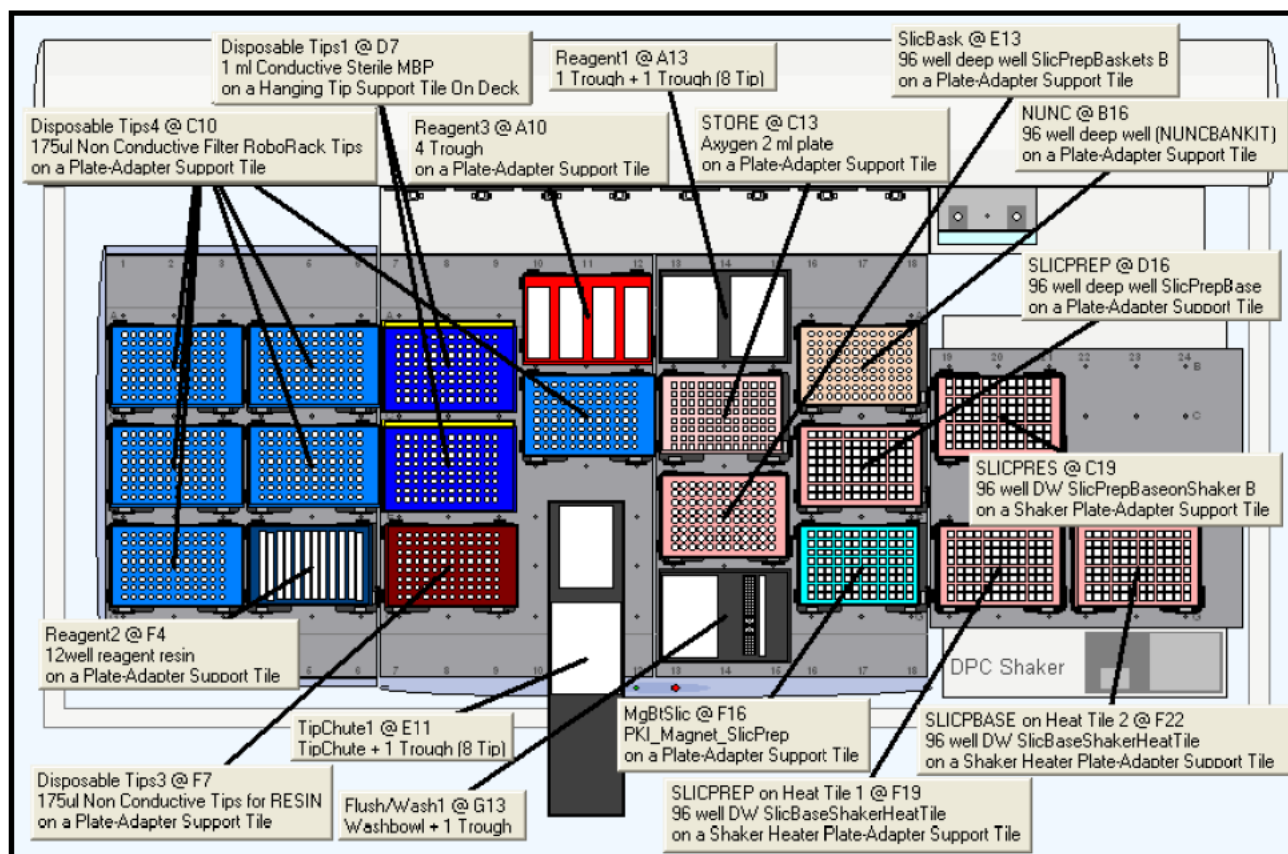 Disposable Tips1 @ D7
1 ml Conductive Sterile MBP
on a Hanging Tip Support Tile On Deck
Reagent1 @ A13
1 Trough + 1 Trough (8 Tip)
SlicBask @ E13
96 well deep well SlicPrepBaskets B
on a Plate-Adapter Support Tile
Disposable Tips4 @ C10
175ul Non Conductive Filter RoboRack Tips
on a Plate-Adapter Support Tile
Reagent3 @ A10
4 Trough
on a Plate-Adapter Support Tile
STORE @ C13
Axygen 2 ml plate
on a Plate-Adapter Support Tile
NUNC @ B16
96 well deep well (NUNCBANKIT)
on a Plate-Adapter Support Tile
SLICPREP @ D16
96 well deep well SlicPrepBase
on a Plate-Adapter Support Tile
SLICPRES @ C19
96 well DW SlicPrepBaseonShaker B
on a Shaker Plate-Adapter Support Tile
Reagent2 @ F4
12well reagent resin
on a Plate-Adapter Support Tile
DPC Shaker
TipChute1 @ E11
TipChute + 1 Trough (8 Tip)
MgBtSlic @ F16
PKI_Magnet_SlicPrep
on a Plate-Adapter Support Tile
SLICPBASE on Heat Tile 2 @ F22
96 well DW SlicBaseShakerHeatTile
on a Shaker Heater Plate-Adapter Support Tile
Disposable Tips3 @ F7
175ul Non Conductive Tips for RESIN
on a Plate-Adapter Support Tile
Flush/Wash1 @ G13
Washbowl + 1 Trough
SLICPREP on Heat Tile 1 @ F19
96 well DW SlicBaseShakerHeatTile
on a Shaker Heater Plate-Adapter Support Tile